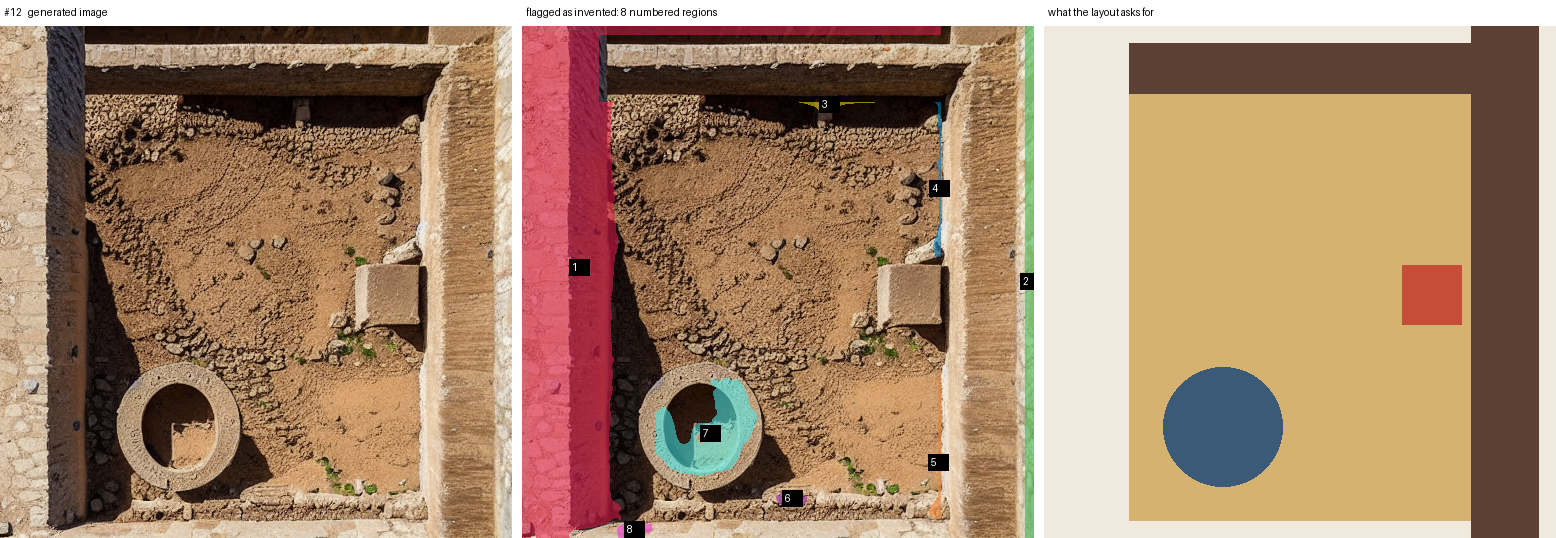 #12 generated image
flagged as invented: 8 numbered regions
what the layout asks for
3
4
1
2
7
5
6
8